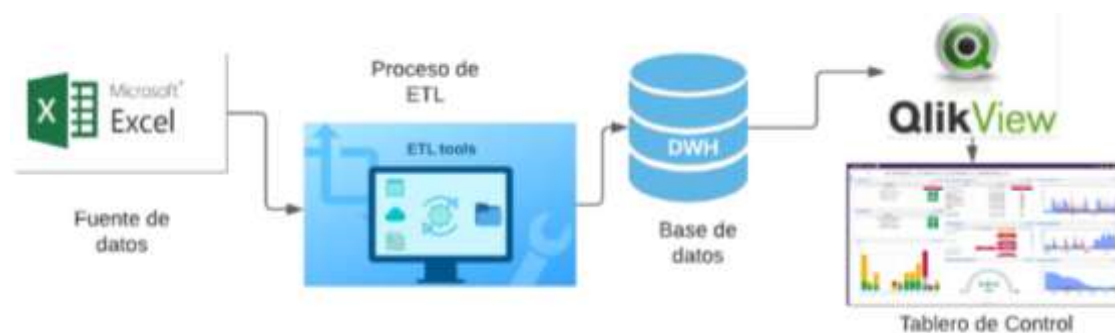 Microsoft®
Excel
Fuente de
datos
Proceso de
ETL
ETL tools
DWH
Base de
datos
QlikView
Tablero de Control